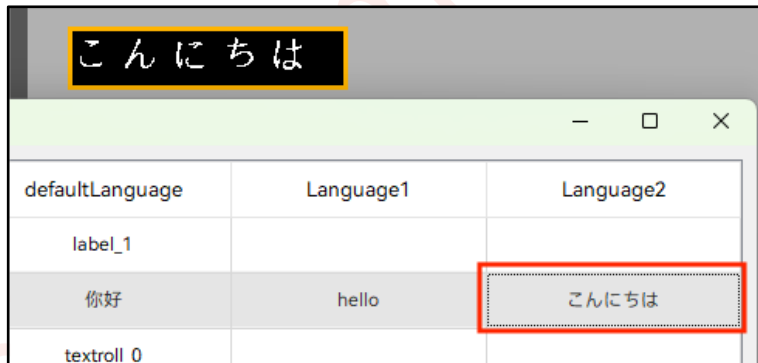 こんにちは
defaultLanguage Language1 Language2
label_1
你好 hello こんにちは
textroll_0